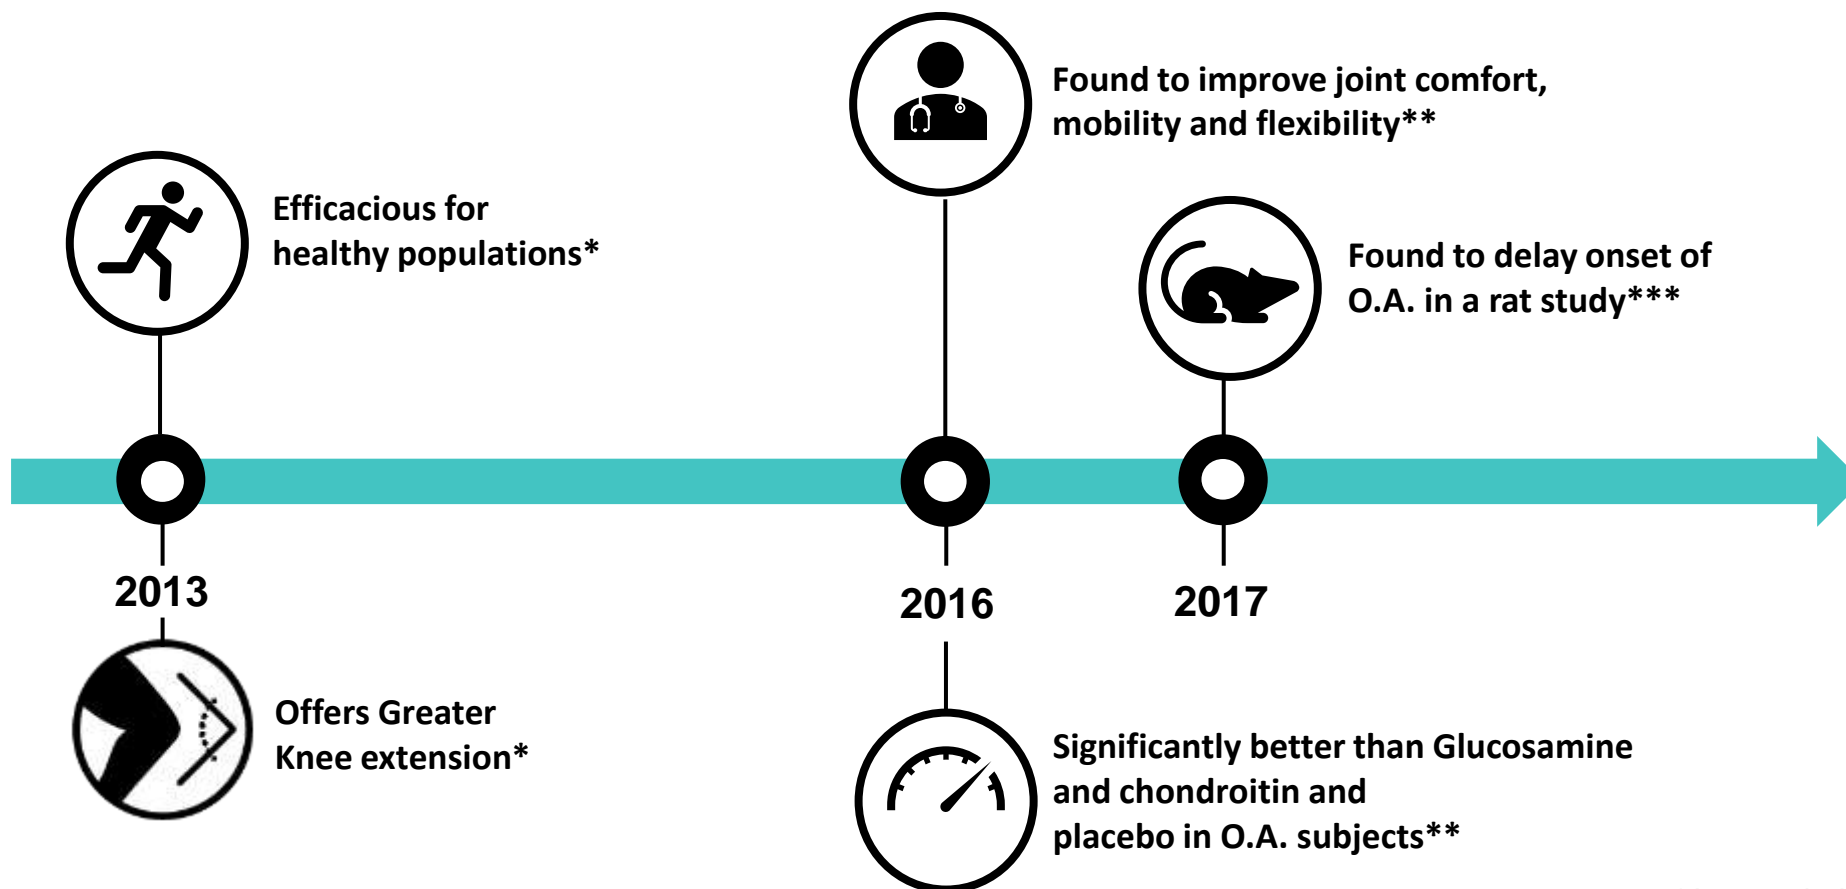 Found to improve joint comfort,
mobility and flexibility**
Efficacious for
healthy populations*
Found to delay onset of
O.A. in a rat study***
2013
2016
2017
Offers Greater
Knee extension*
Significantly better than Glucosamine
and chondroitin and
placebo in O.A. subjects**